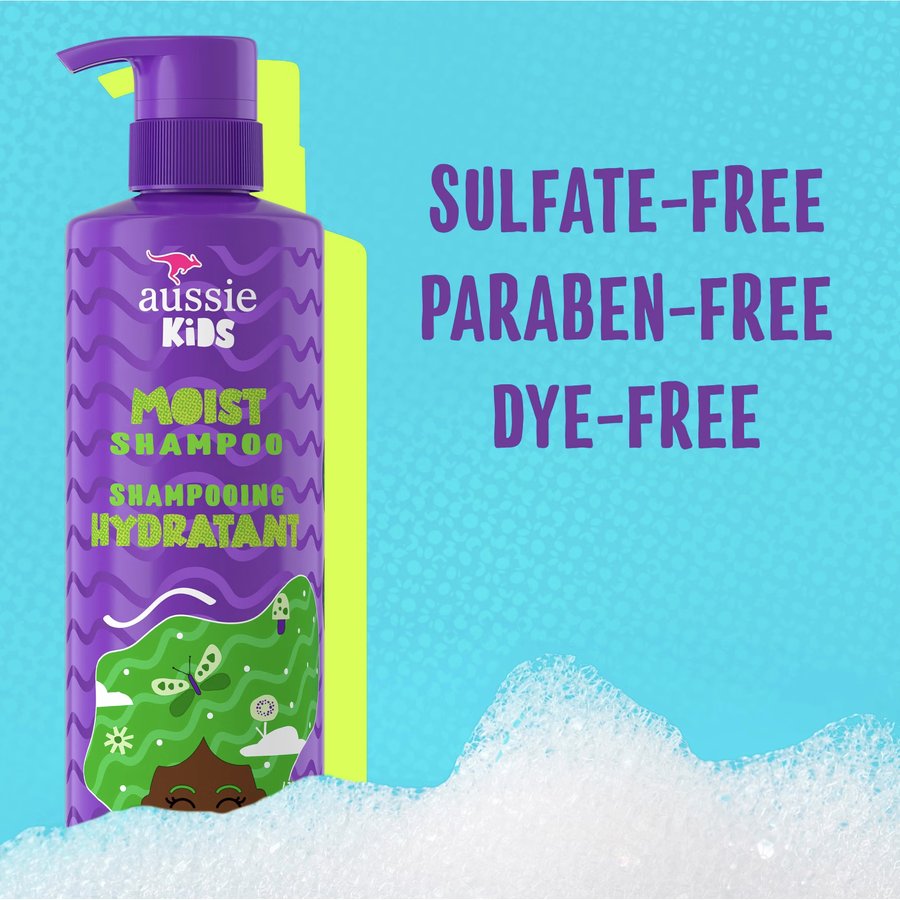 aussie
KiDS
MOIST
SHAMPOO
SHAMPOOING
HYDRATANT
SULFATE-FREE
PARABEN-FREE
DYE-FREE